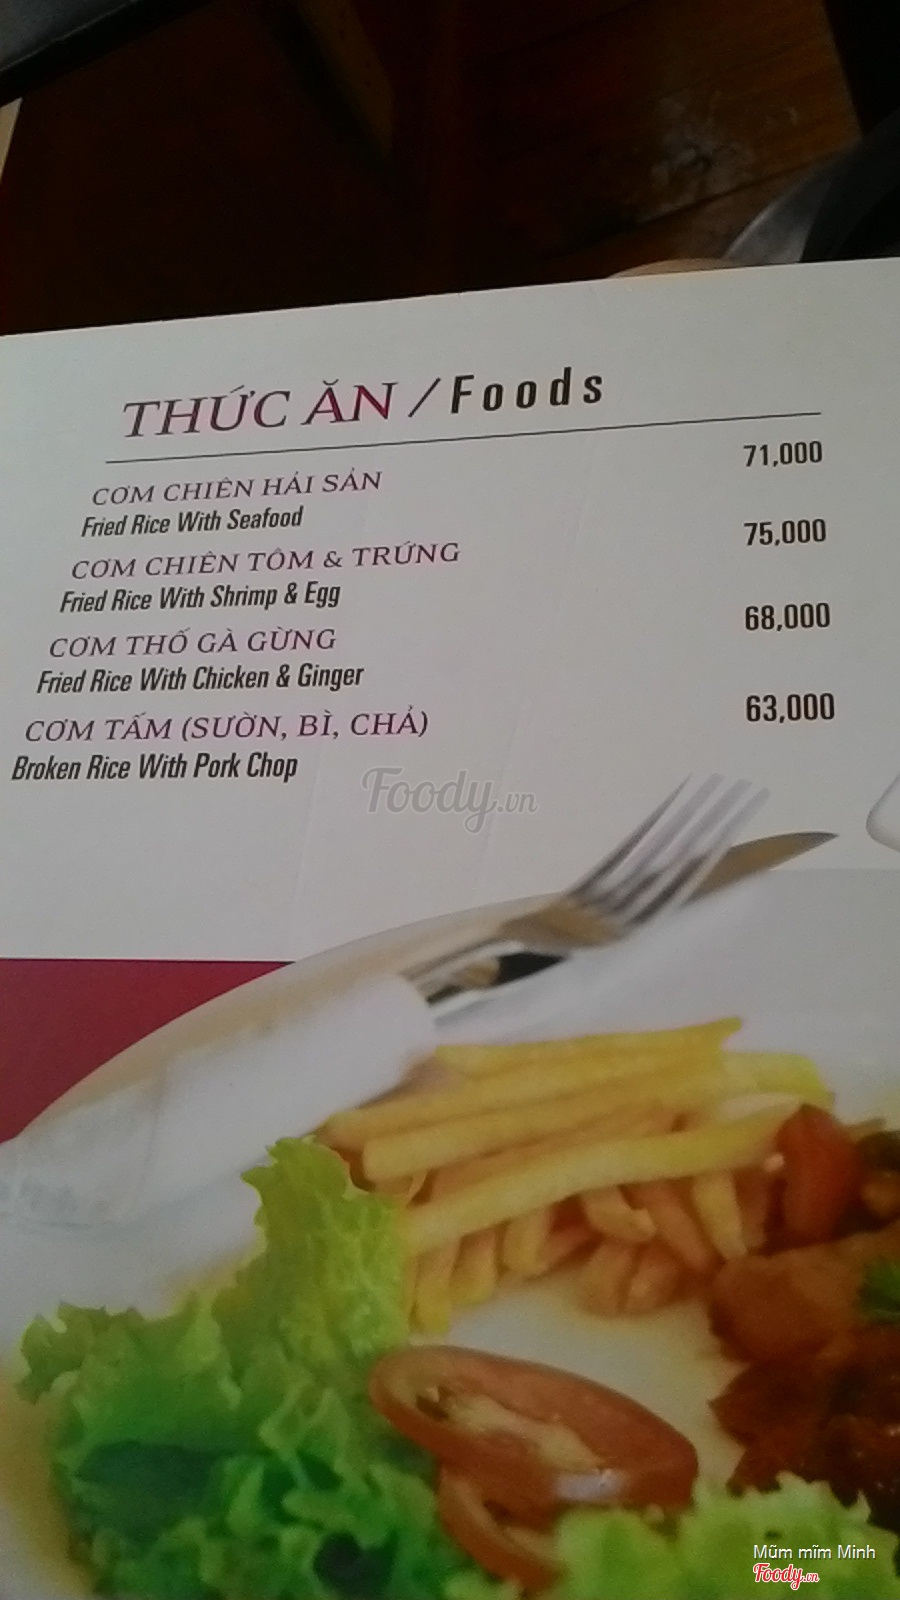 THỨC ĂN / Foods
CƠM CHIÊN HẢI SẢN 71,000
Fried Rice With Seafood
CƠM CHIÊN TÔM & TRỨNG 75,000
Fried Rice With Shrimp & Egg
CƠM THỐ GÀ GỪNG 68,000
Fried Rice With Chicken & Ginger
CƠM TẤM (SƯỜN, BÌ, CHẢ) 63,000
Broken Rice With Pork Chop
Foody.vn
Mũm mĩm Minh
Foody.vn